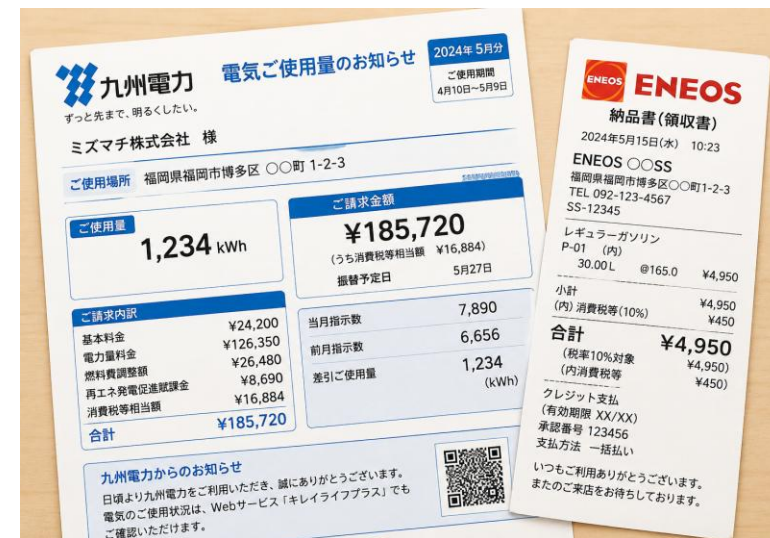 九州電力
ずっと先まで、明るくしたい。
電気ご使用量のお知らせ
2024年 5月分
ご使用期間
4月10日~5月9日
ミズマチ株式会社 様
ご使用場所 福岡県福岡市博多区 〇〇町 1-2-3
ご使用量
1,234 kWh
ご請求金額
¥185,720
(うち消費税等相当額 ¥16,884)
振替予定日 5月27日
ご請求内訳
基本料金 ¥24,200
電力量料金 ¥126,350
燃料費調整額 ¥26,480
再エネ発電促進賦課金 ¥8,690
消費税等相当額 ¥16,884
合計 ¥185,720
当月指示数 7,890
前月指示数 6,656
差引ご使用量 1,234
(kWh)
九州電力からのお知らせ
日頃より九州電力をご利用いただき、誠にありがとうございます。
電気のご使用状況は、Webサービス「キレイライフプラス」でも
ご確認いただけます。
ENEOS ENEOS
納品書(領収書)
2024年5月15日(水) 10:23
ENEOS 〇〇SS
福岡県福岡市博多区〇〇町1-2-3
TEL 092-123-4567
SS-12345
レギュラーガソリン
P-01 (内)
30.00L @165.0 ¥4,950
小計 ¥4,950
(内) 消費税等(10%) ¥450
合計 ¥4,950
(税率10%対象 ¥4,950)
(内消費税等 ¥450)
クレジット支払
(有効期限 XX/XX)
承認番号 123456
支払方法 一括払い
いつもご利用ありがとうございます。
またのご来店をお待ちしております。